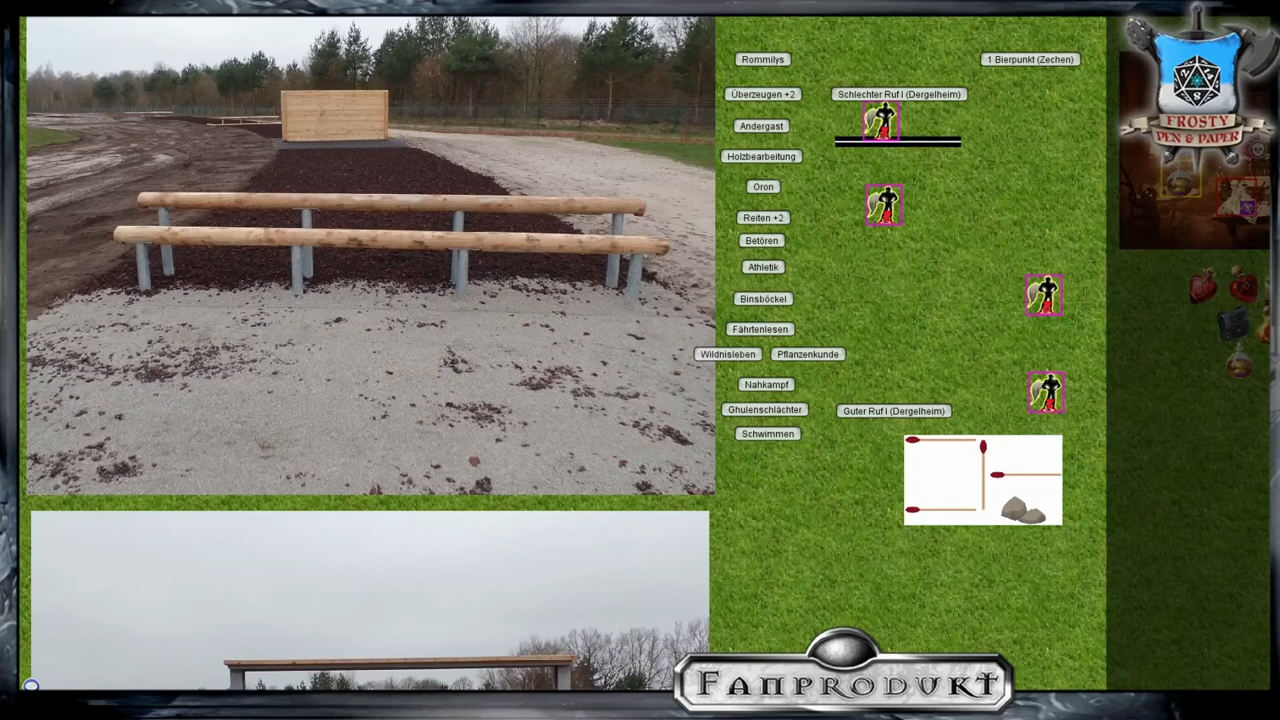 Rommilys
1 Bierpunkt (Zechen)
Überzeugen +2
Schlechter Ruf I (Dergelheim)
Andergast
Holzbearbeitung
Oron
Reiten +2
Betören
Athletik
Binsböckel
Fährtenlesen
Wildnisleben
Pflanzenkunde
Nahkampf
Ghulenschlächter
Guter Ruf I (Dergelheim)
Schwimmen
FROSTY
PEN & PAPER
FANPRODUKT